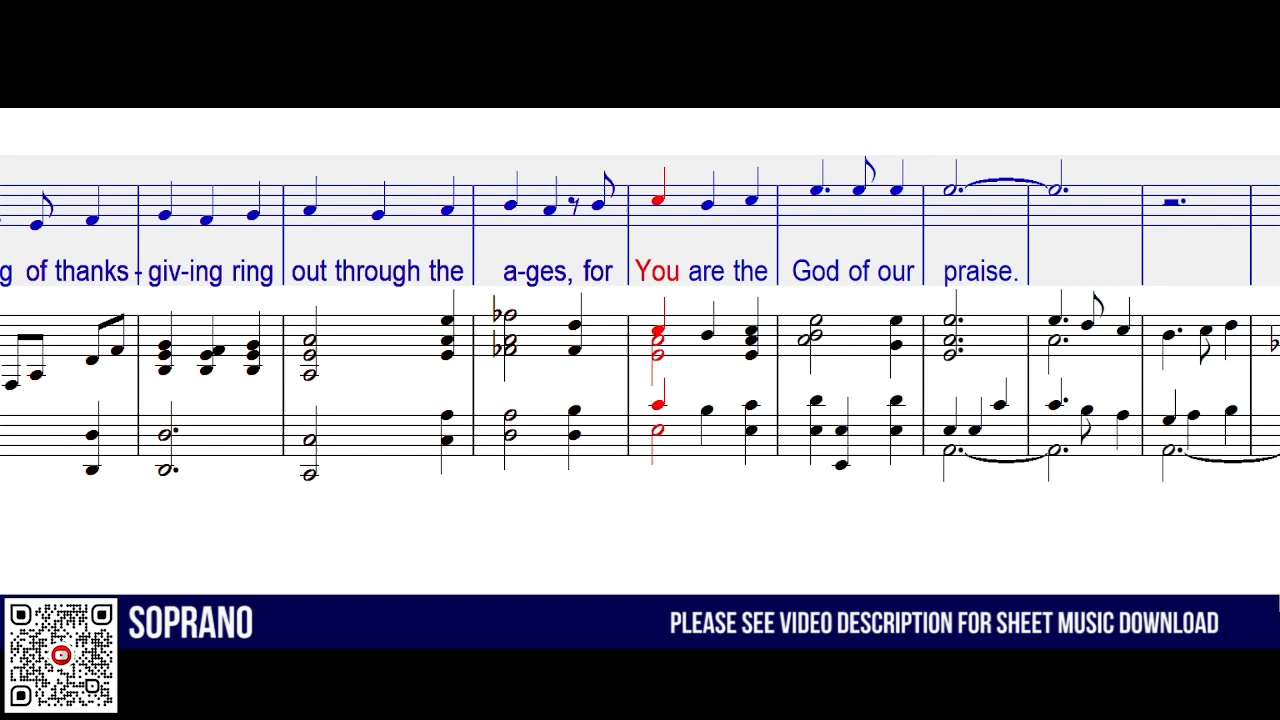 g of thanks - giv-ing ring out through the a-ges, for You are the God of our praise.
SOPRANO
PLEASE SEE VIDEO DESCRIPTION FOR SHEET MUSIC DOWNLOAD